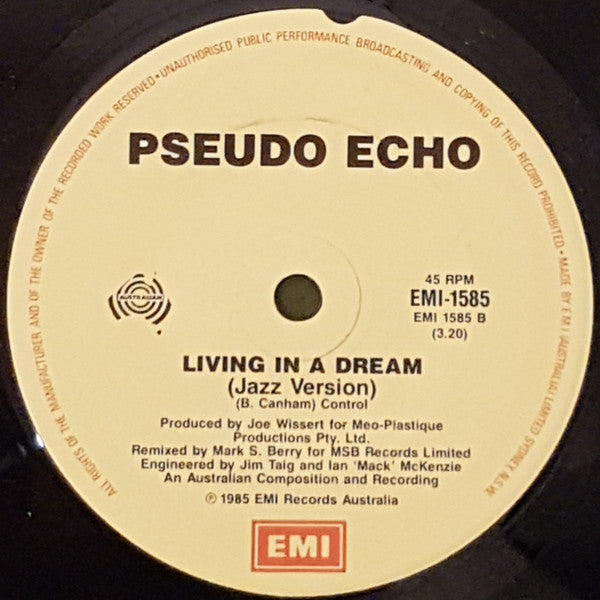 ALL RIGHTS OF THE MANUFACTURER AND OF THE OWNER OF THE RECORDED WORK RESERVED • UNAUTHORISED PUBLIC PERFORMANCE BROADCASTING AND COPYING OF THIS RECORD PROHIBITED • MADE BY E M I (AUSTRALIA) LIMITED SYDNEY, N.S.W.
PSEUDO ECHO
AUSTRALIAN
45 RPM
EMI-1585
EMI 1585 B
(3.20)
LIVING IN A DREAM
(Jazz Version)
(B. Canham) Control
Produced by Joe Wissert for Meo-Plastique
Productions Pty. Ltd.
Remixed by Mark S. Berry for MSB Records Limited
Engineered by Jim Taig and Ian 'Mack' McKenzie
An Australian Composition and Recording
℗ 1985 EMI Records Australia
EMI